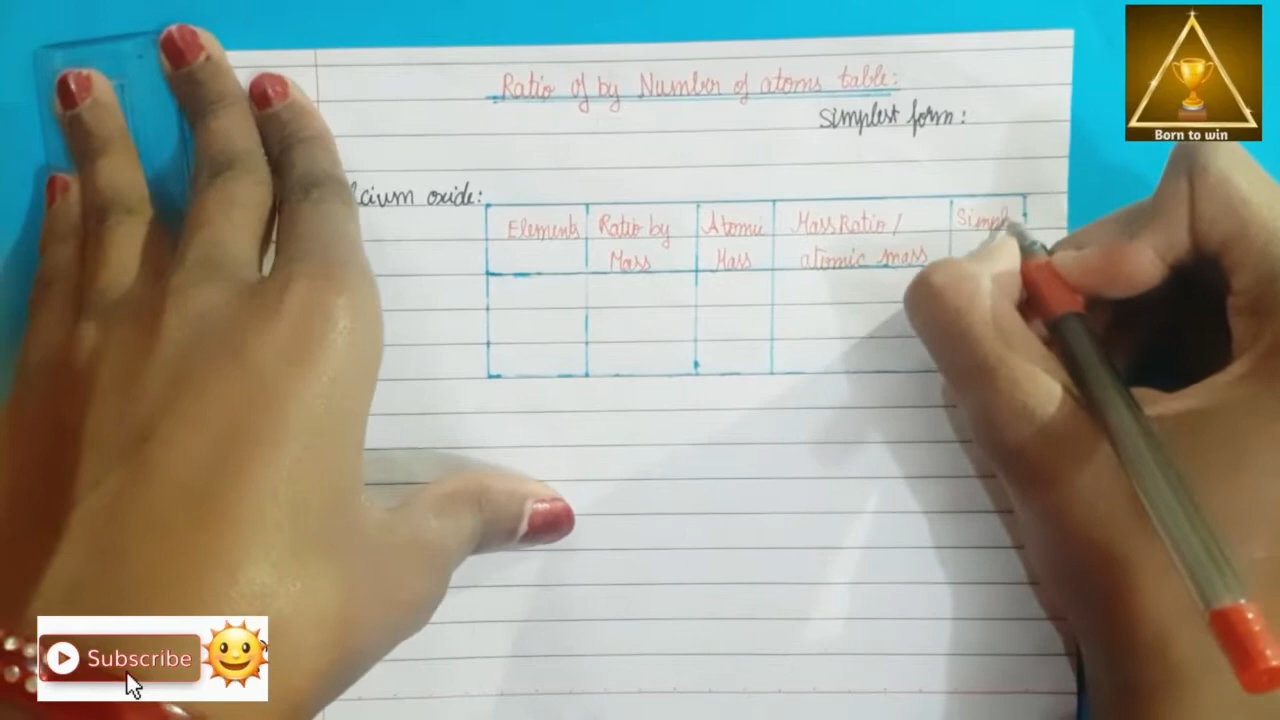 Ratio of by Number of atoms table:
simplest form:
lcium oxide:
Elements Ratio by Mass Atomic Mass Mass Ratio / atomic mass Simpl
Born to win
Subscribe